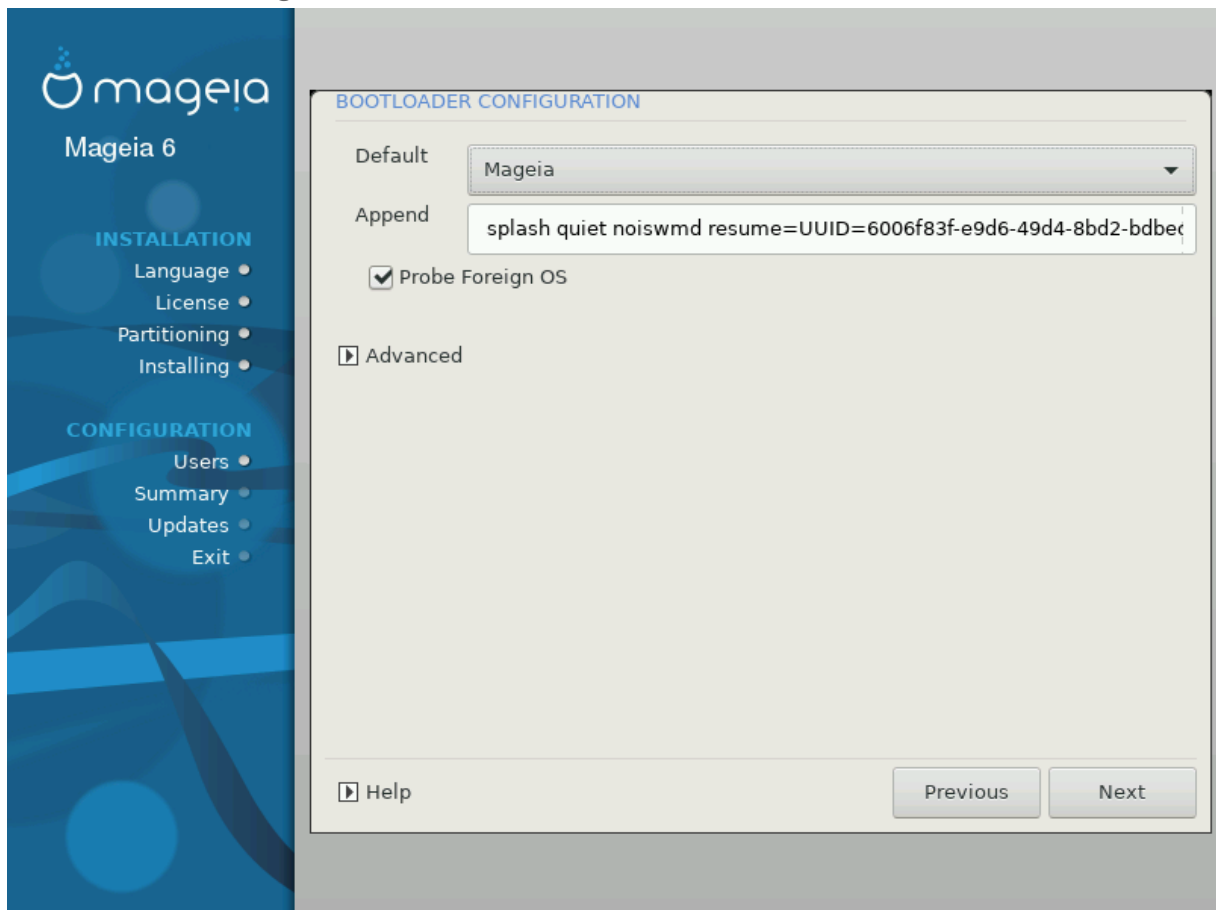 mageia
Mageia 6
INSTALLATION
Language
License
Partitioning
Installing
CONFIGURATION
Users
Summary
Updates
Exit
BOOTLOADER CONFIGURATION
Default
Mageia
Append
splash quiet noiswmd resume=UUID=6006f83f-e9d6-49d4-8bd2-bdbec
Probe Foreign OS
Advanced
Help
Previous
Next